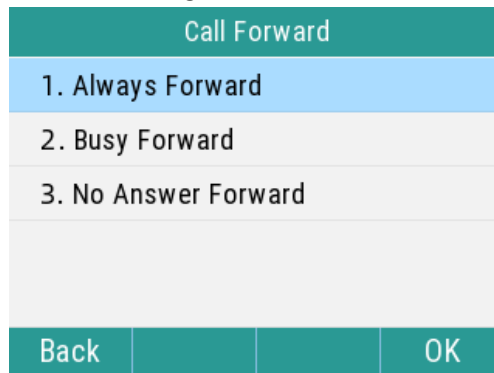 Call Forward
1. Always Forward
2. Busy Forward
3. No Answer Forward
Back OK